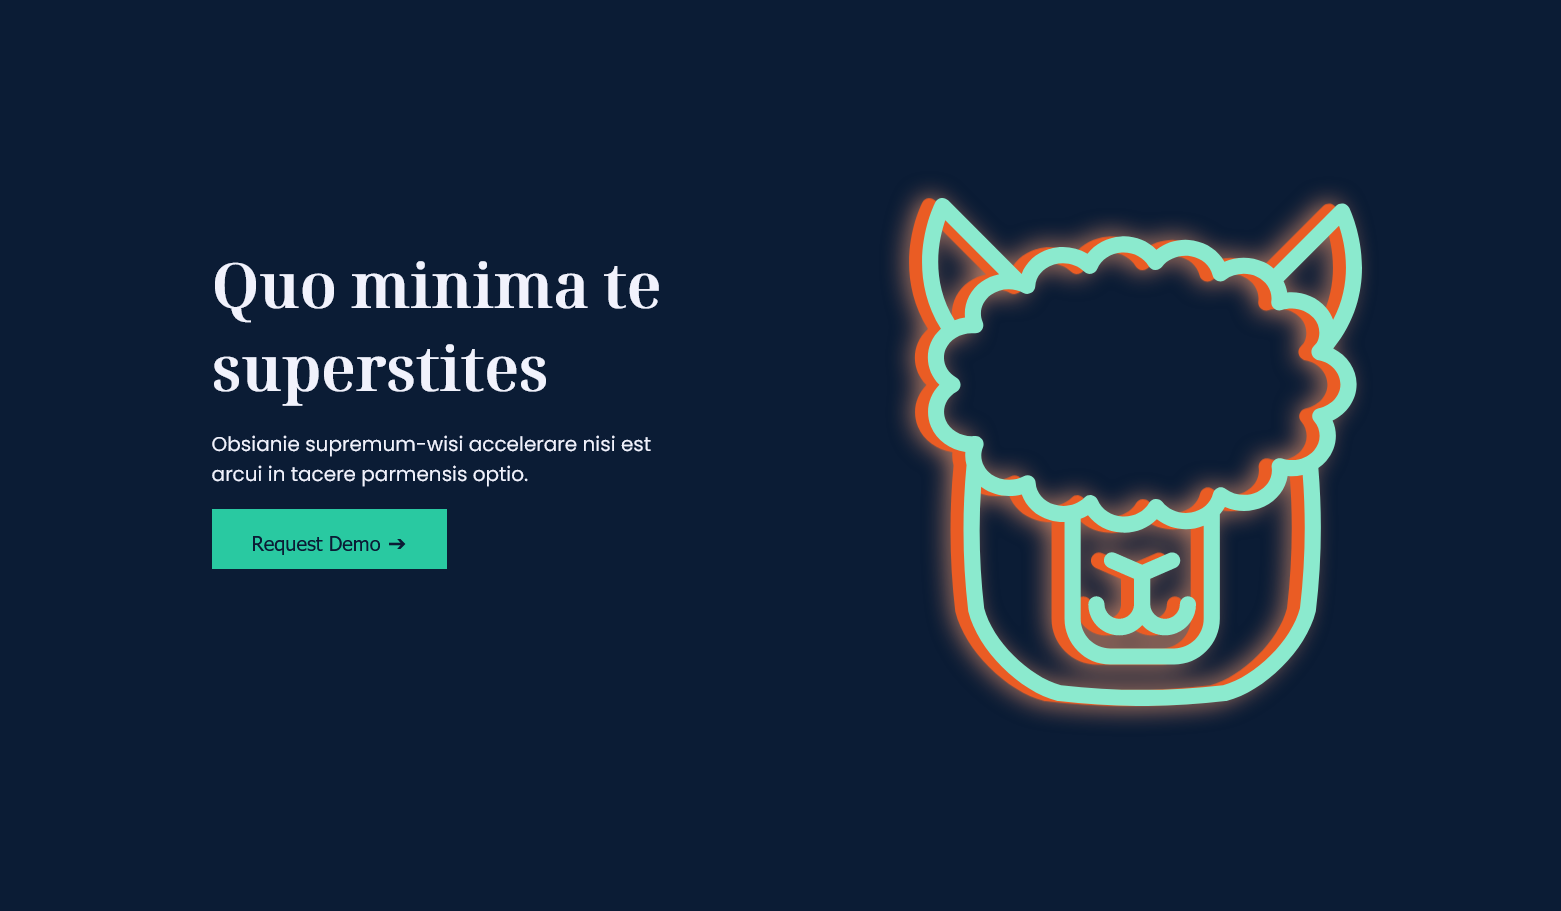 Quo minima te
superstites
Obsianie supremum-wisi accelerare nisi est
arcui in tacere parmensis optio.
Request Demo ➔